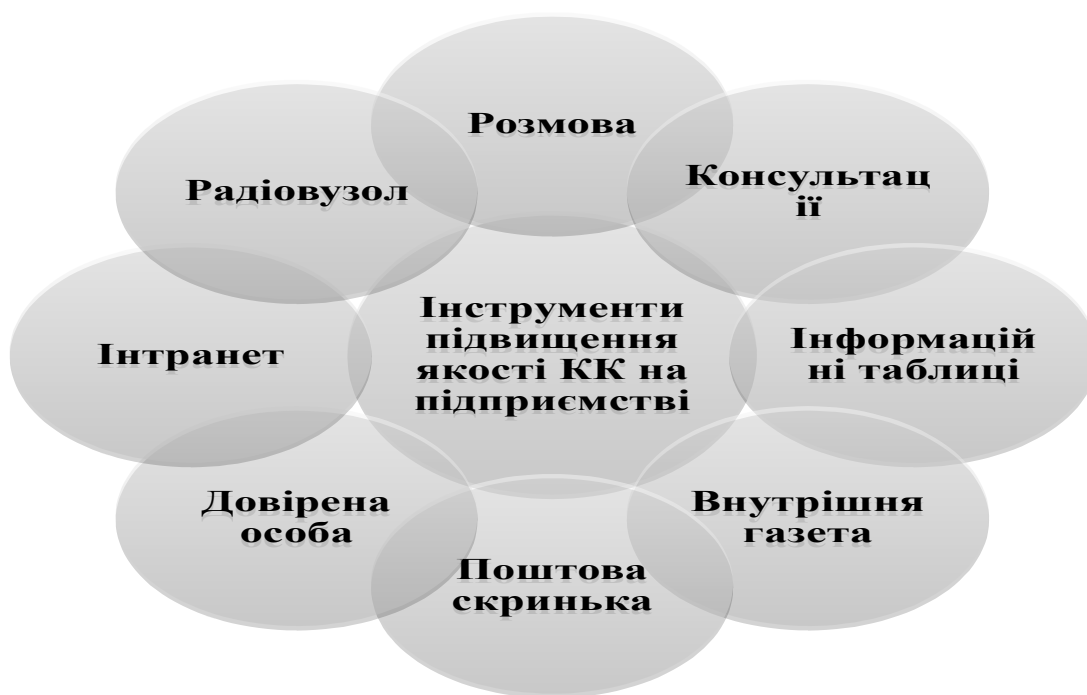 Розмова
Консультац
ії
Інформацій
ні таблиці
Внутрішня
газета
Поштова
скринька
Довірена
особа
Інтранет
Радіовузол
Інструменти
підвищення
якості КК на
підприємстві